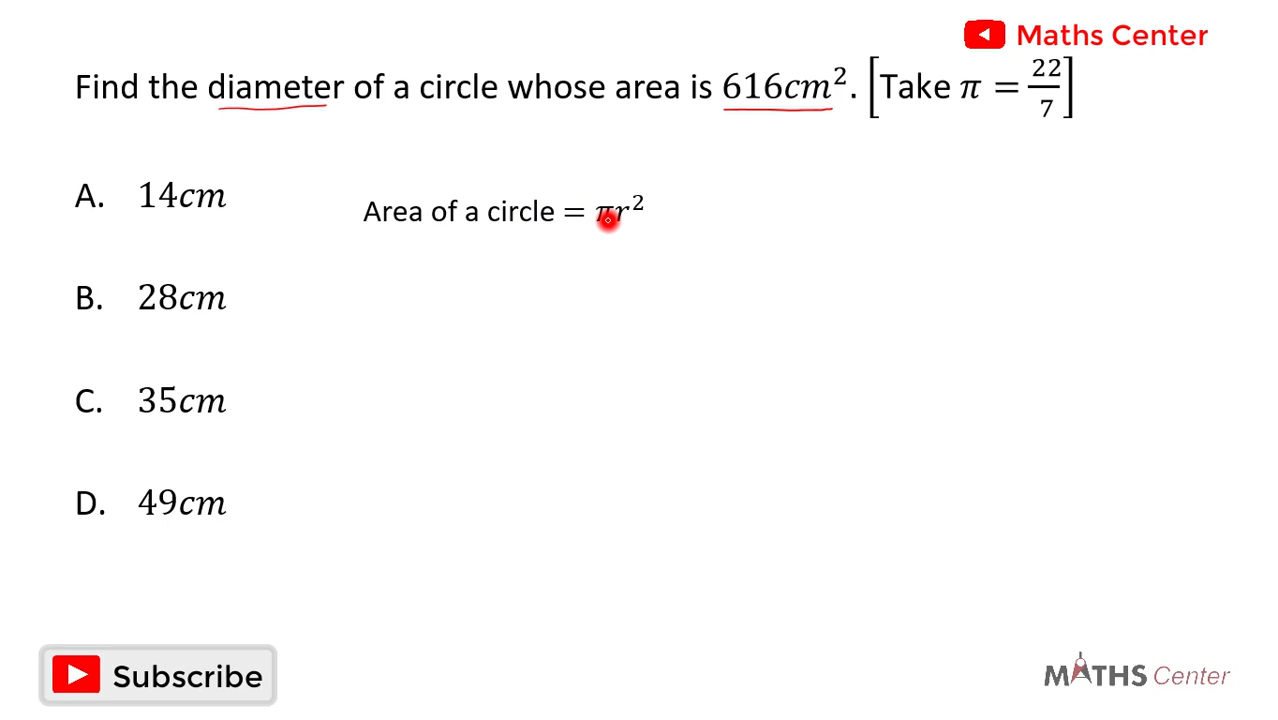 Maths Center
Find the diameter of a circle whose area is 616cm². [Take π = 22/7]
A. 14cm
Area of a circle = πr²
B. 28cm
C. 35cm
D. 49cm
Subscribe
MATHS Center